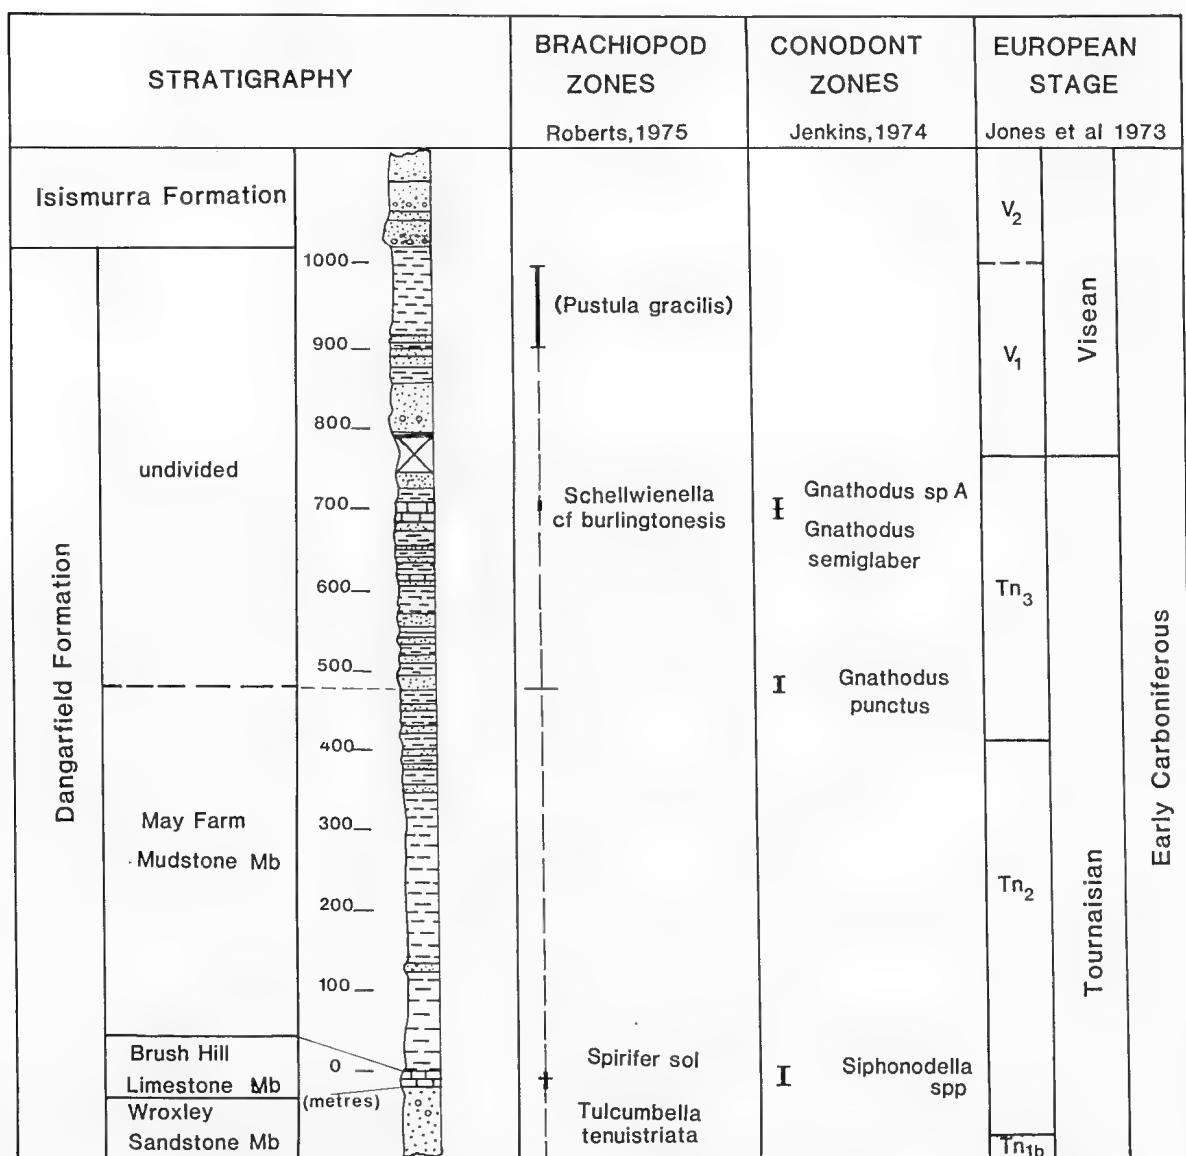 STRATIGRAPHY
BRACHIOPOD
ZONES
Roberts, 1975
CONODONT
ZONES
Jenkins, 1974
EUROPEAN
STAGE
Jones et al 1973
Isismurra Formation
Dangarfield Formation
undivided
May Farm
Mudstone Mb
Brush Hill
Limestone Mb
Wroxley
Sandstone Mb
1000
900
800
700
600
500
400
300
200
100
0
(metres)
(Pustula gracilis)
Schellwienella
cf burlingtonesis
Spirifer sol
Tulcumbella
tenuistriata
Gnathodus sp A
Gnathodus
semiglaber
Gnathodus
punctus
Siphonodella
spp
V2
V1
Tn3
Tn2
Tn1b
Visean
Tournaisian
Early Carboniferous